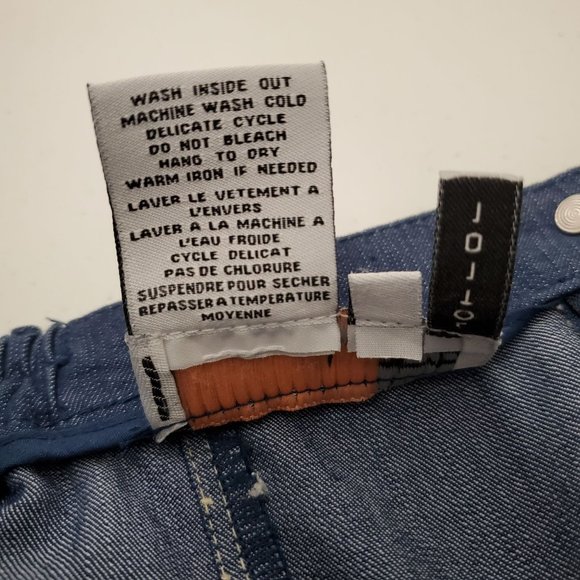 WASH INSIDE OUT
MACHINE WASH COLD
DELICATE CYCLE
DO NOT BLEACH
HANG TO DRY
WARM IRON IF NEEDED
LAVER LE VETEMENT A
L'ENVERS
LAVER A LA MACHINE A
L'EAU FROIDE
CYCLE DELICAT
PAS DE CHLORURE
SUSPENDRE POUR SECHER
REPASSER A TEMPERATURE
MOYENNE